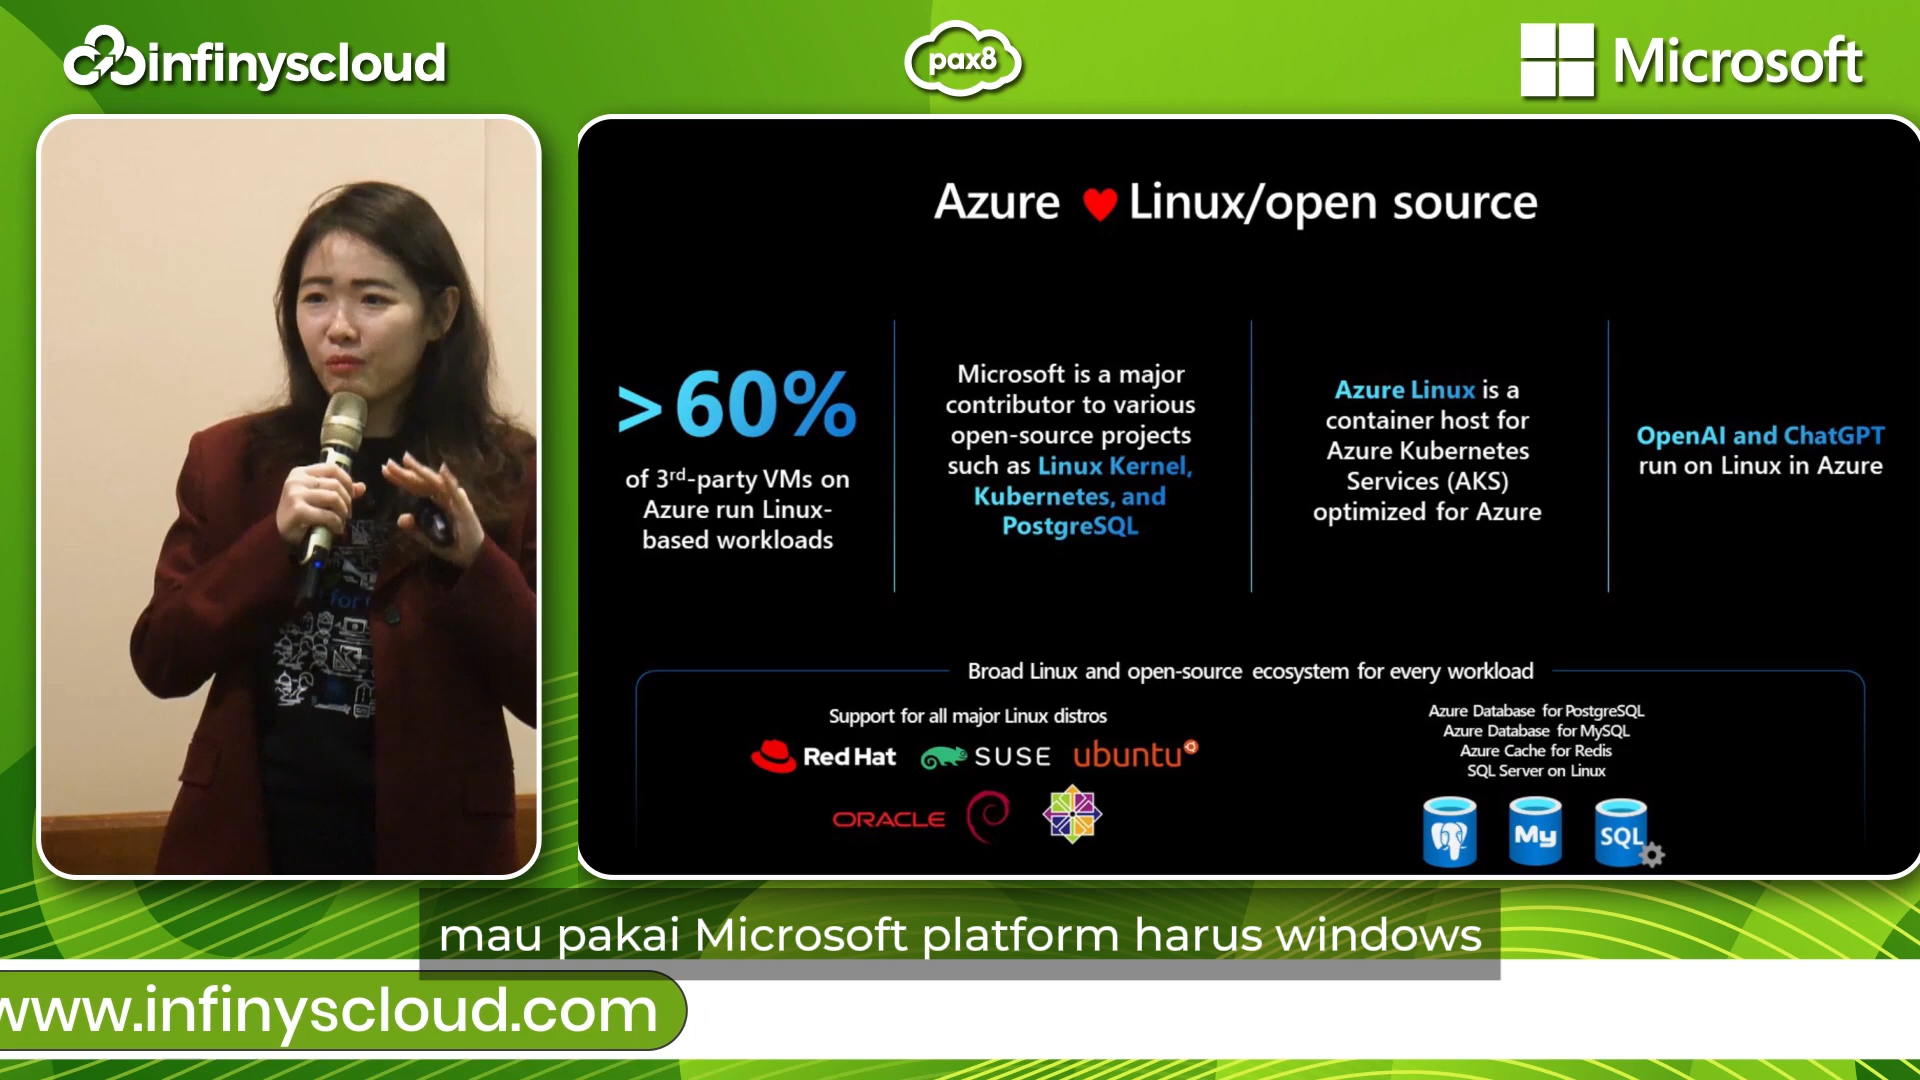 infinyscloud
pax8
Microsoft
Azure ❤ Linux/open source
>60%
of 3rd-party VMs on
Azure run Linux-
based workloads
Microsoft is a major
contributor to various
open-source projects
such as Linux Kernel,
Kubernetes, and
PostgreSQL
Azure Linux is a
container host for
Azure Kubernetes
Services (AKS)
optimized for Azure
OpenAI and ChatGPT
run on Linux in Azure
Broad Linux and open-source ecosystem for every workload
Support for all major Linux distros
Red Hat
SUSE
ubuntu
ORACLE
Azure Database for PostgreSQL
Azure Database for MySQL
Azure Cache for Redis
SQL Server on Linux
My
SQL
for
mau pakai Microsoft platform harus windows
www.infinyscloud.com